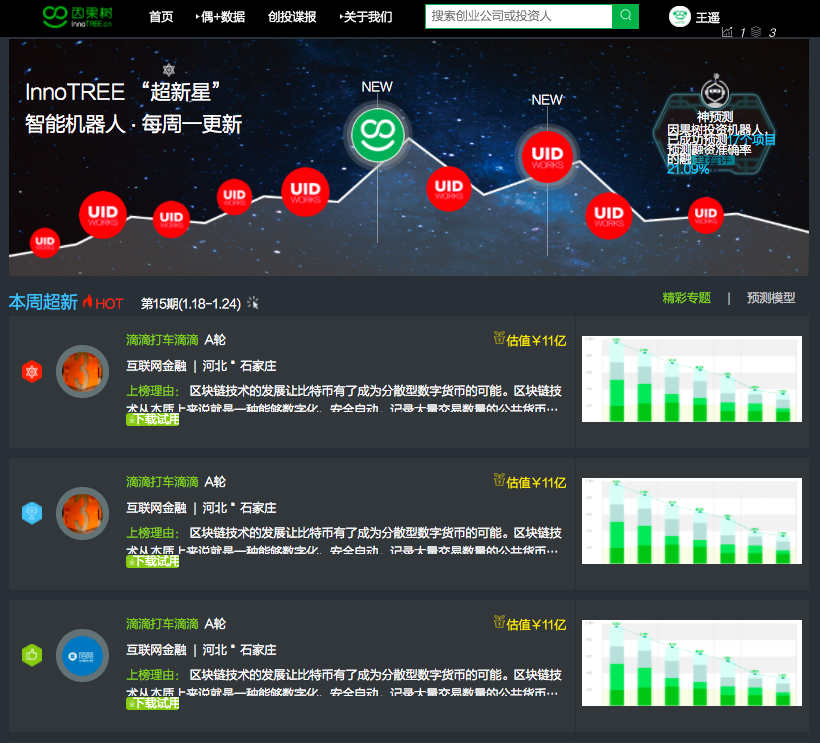 因果树
InnoTREE.cn
首页
偶+数据
创投谍报
关于我们
搜索创业公司或投资人
王遥
1
3
InnoTREE “超新星”
智能机器人 · 每周一更新
NEW
NEW
神预测
因果树投资机器人，
已成功预测17个项目
的融
预测融资准确率
21.09%
UID
WORKS
UID
WORKS
UID
WORKS
UID
WORKS
UID
WORKS
UID
WORKS
UID
WORKS
UID
WORKS
UID
WORKS
本周超新 HOT 第15期(1.18-1.24)
精彩专题 | 预测模型
滴滴打车滴滴 A轮
估值￥11亿
互联网金融 | 河北 * 石家庄
上榜理由： 区块链技术的发展让比特币有了成为分散型数字货币的可能。区块链技
术从本质上来说就是一种能够数字化、安全自动、记录大量交易数量的公共货币…
下载试用
滴滴打车滴滴 A轮
估值￥11亿
互联网金融 | 河北 * 石家庄
上榜理由： 区块链技术的发展让比特币有了成为分散型数字货币的可能。区块链技
术从本质上来说就是一种能够数字化、安全自动、记录大量交易数量的公共货币…
下载试用
滴滴打车滴滴 A轮
估值￥11亿
互联网金融 | 河北 * 石家庄
上榜理由： 区块链技术的发展让比特币有了成为分散型数字货币的可能。区块链技
术从本质上来说就是一种能够数字化、安全自动、记录大量交易数量的公共货币…
下载试用